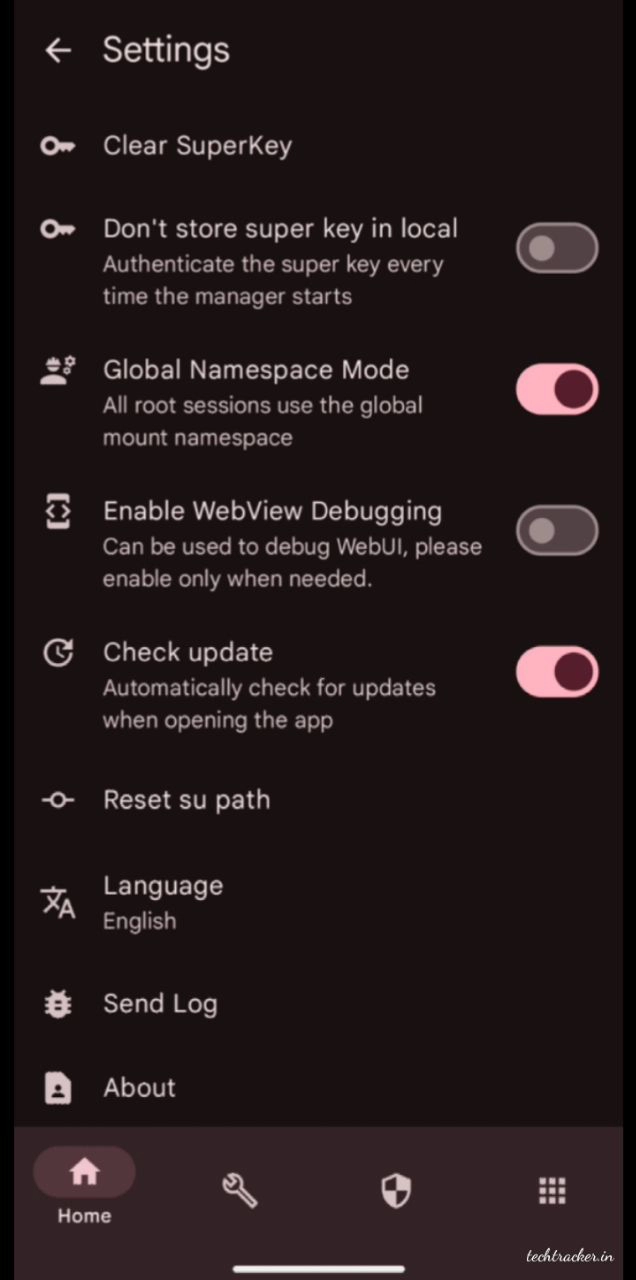 Settings
Clear SuperKey
Don't store super key in local
Authenticate the super key every
time the manager starts
Global Namespace Mode
All root sessions use the global
mount namespace
Enable WebView Debugging
Can be used to debug WebUI, please
enable only when needed.
Check update
Automatically check for updates
when opening the app
Reset su path
Language
English
Send Log
About
Home
techtracker.in